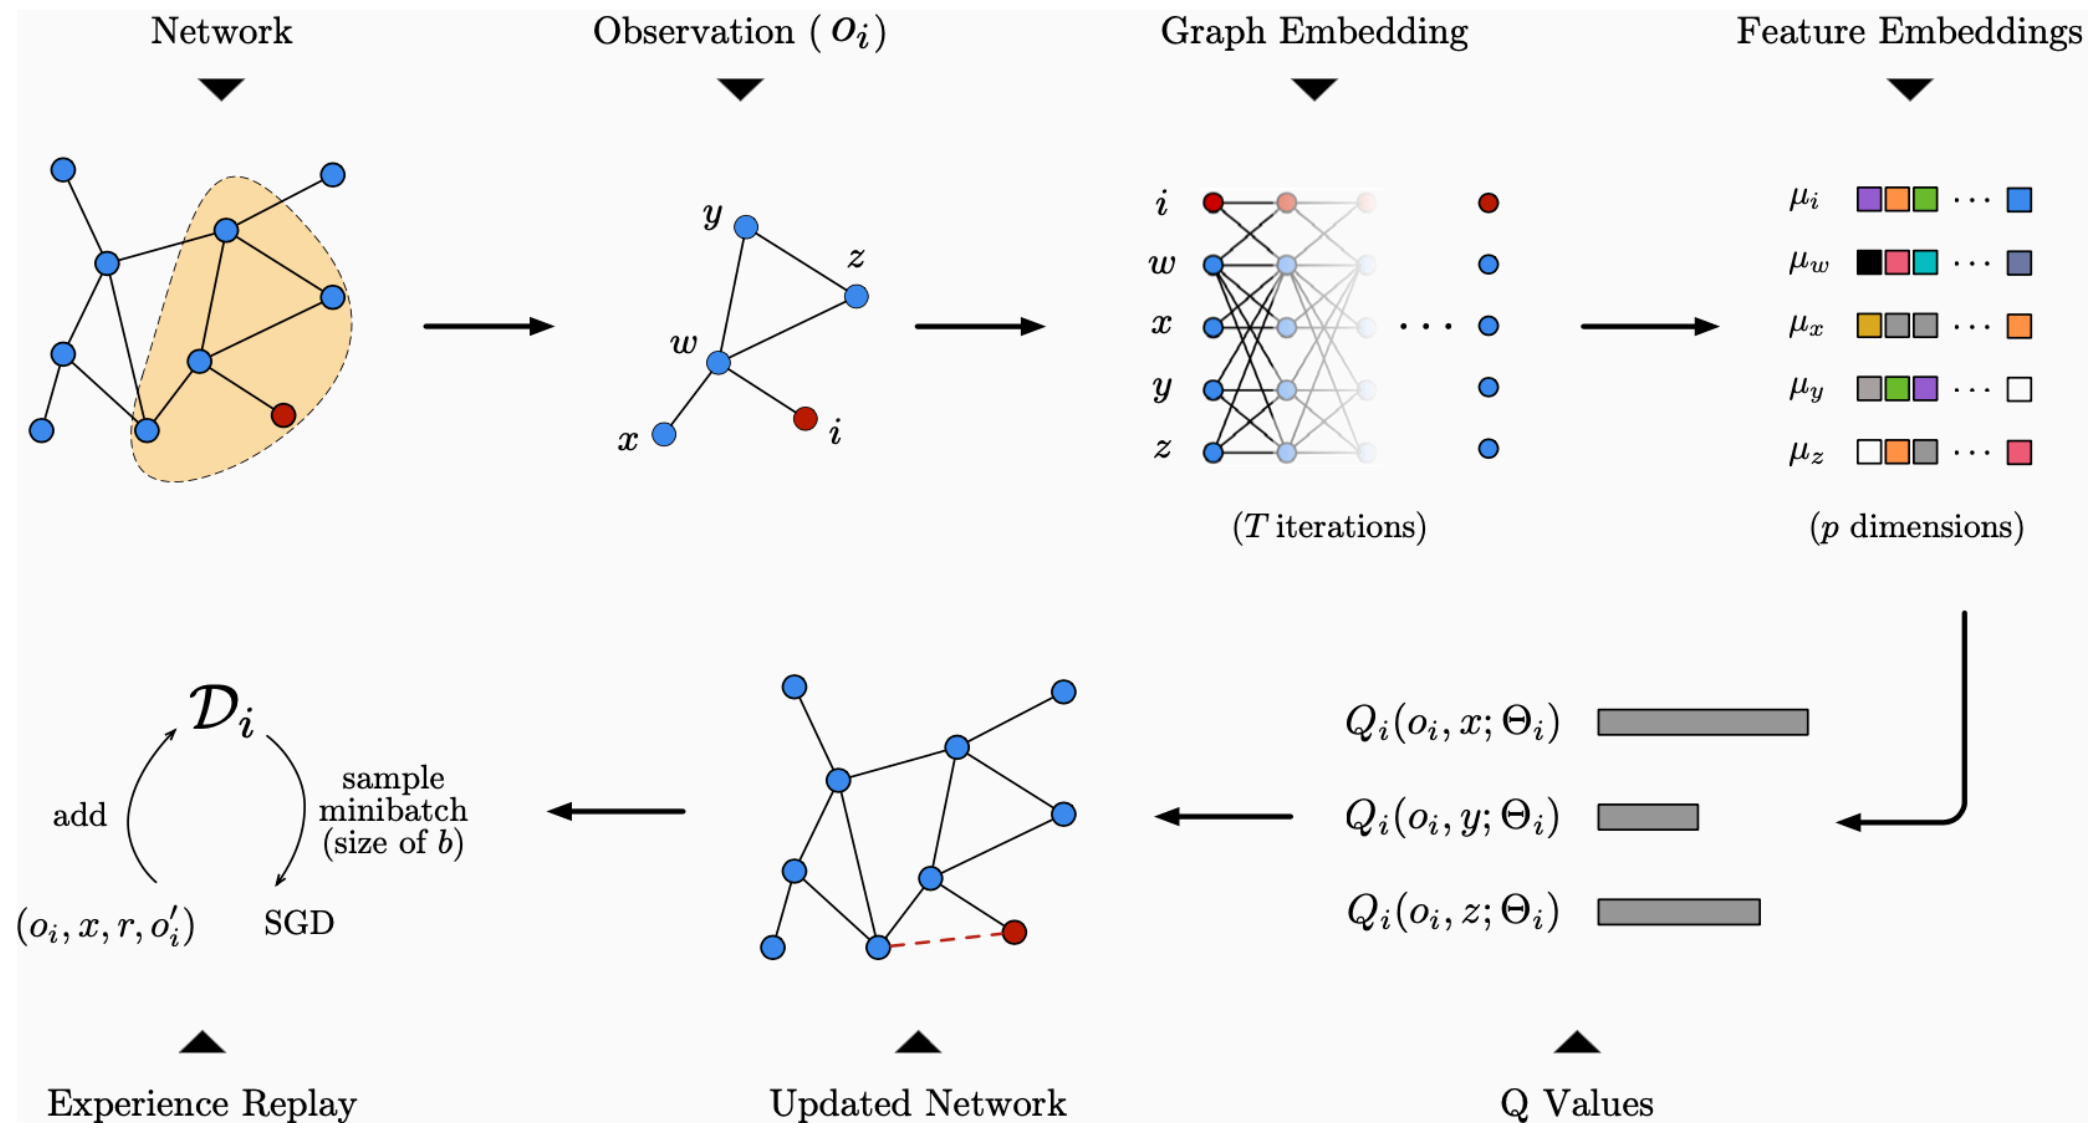 Network
Observation ( o_i )
Graph Embedding
Feature Embeddings
y
z
w
x
i
i
w
x
y
z
· · ·
(T iterations)
μ_i · · ·
μ_w · · ·
μ_x · · ·
μ_y · · ·
μ_z · · ·
(p dimensions)
𝒟_i
add
sample
minibatch
(size of b)
(o_i, x, r, o′_i)
SGD
Q_i(o_i, x; Θ_i)
Q_i(o_i, y; Θ_i)
Q_i(o_i, z; Θ_i)
Experience Replay
Updated Network
Q Values